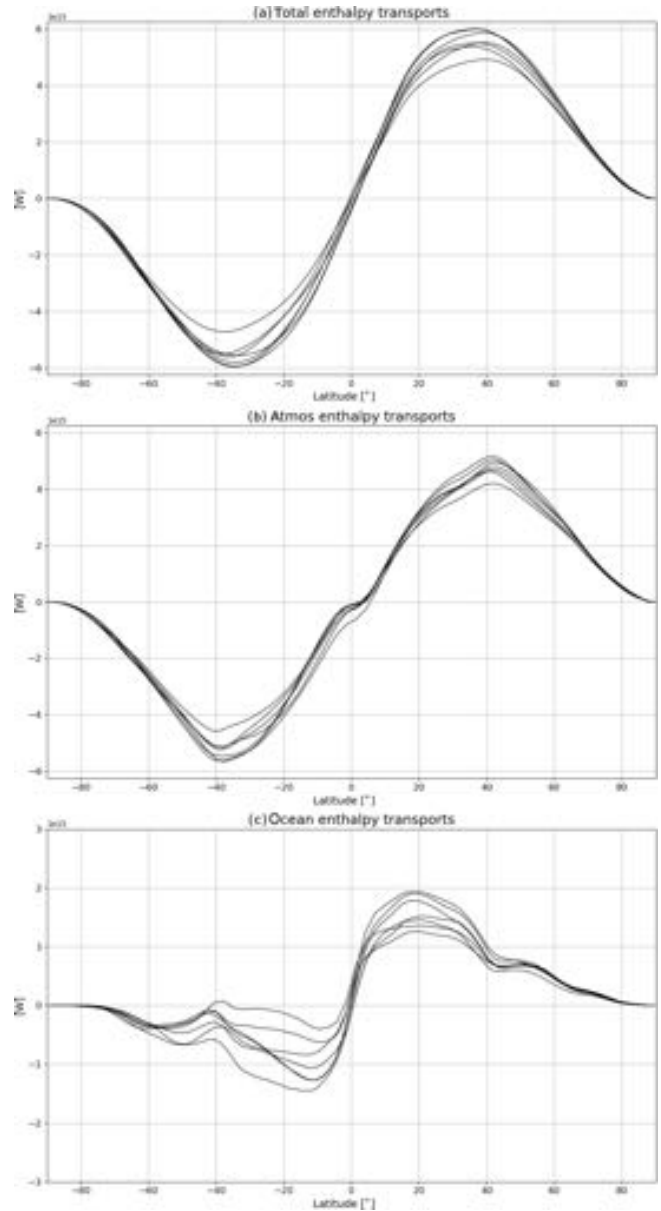 (a) Total enthalpy transports
1e15
6
4
2
0
−2
−4
−6
[W]
−80 −60 −40 −20 0 20 40 60 80
Latitude [°]
(b) Atmos enthalpy transports
1e15
6
4
2
0
−2
−4
−6
[W]
−80 −60 −40 −20 0 20 40 60 80
Latitude [°]
(c) Ocean enthalpy transports
1e15
3
2
1
0
−1
−2
−3
[W]
−80 −60 −40 −20 0 20 40 60 80
Latitude [°]